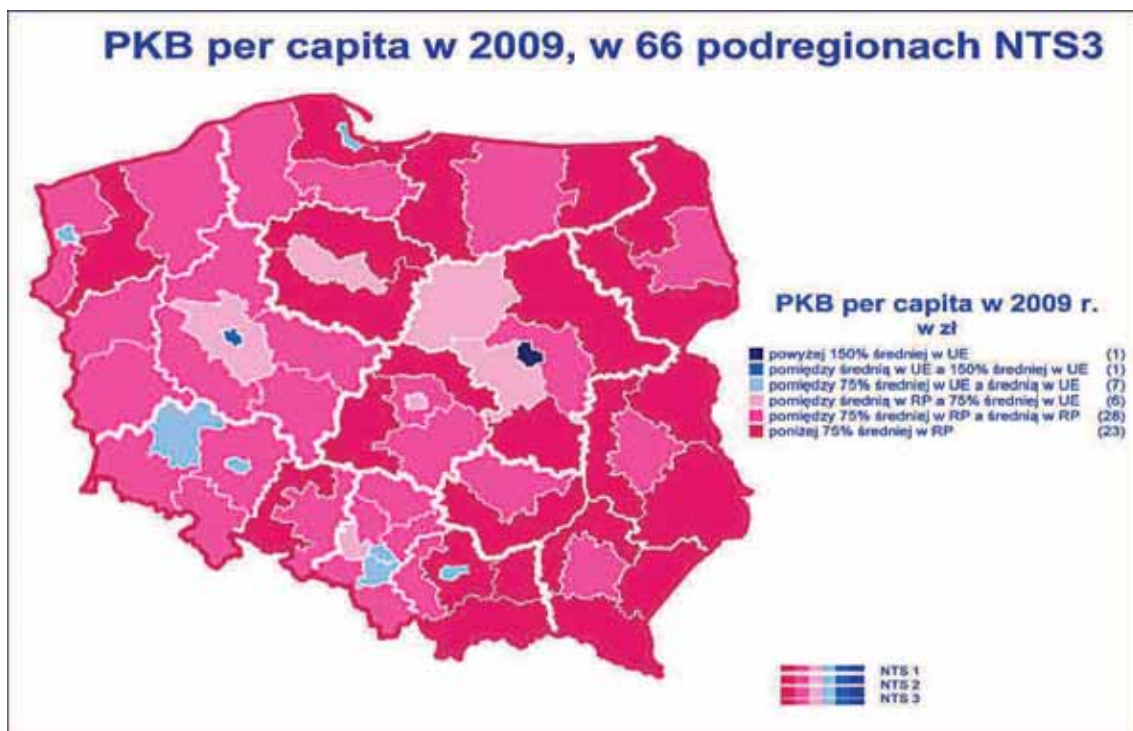 PKB per capita w 2009, w 66 podregionach NTS3
PKB per capita w 2009 r.
w zł
powyżej 150% średniej w UE (1)
pomiędzy średnią w UE a 150% średniej w UE (1)
pomiędzy 75% średniej w UE a średnią w UE (7)
pomiędzy średnią w RP a 75% średniej w UE (6)
pomiędzy 75% średniej w RP a średnią w RP (28)
poniżej 75% średniej w RP (23)
NTS 1
NTS 2
NTS 3